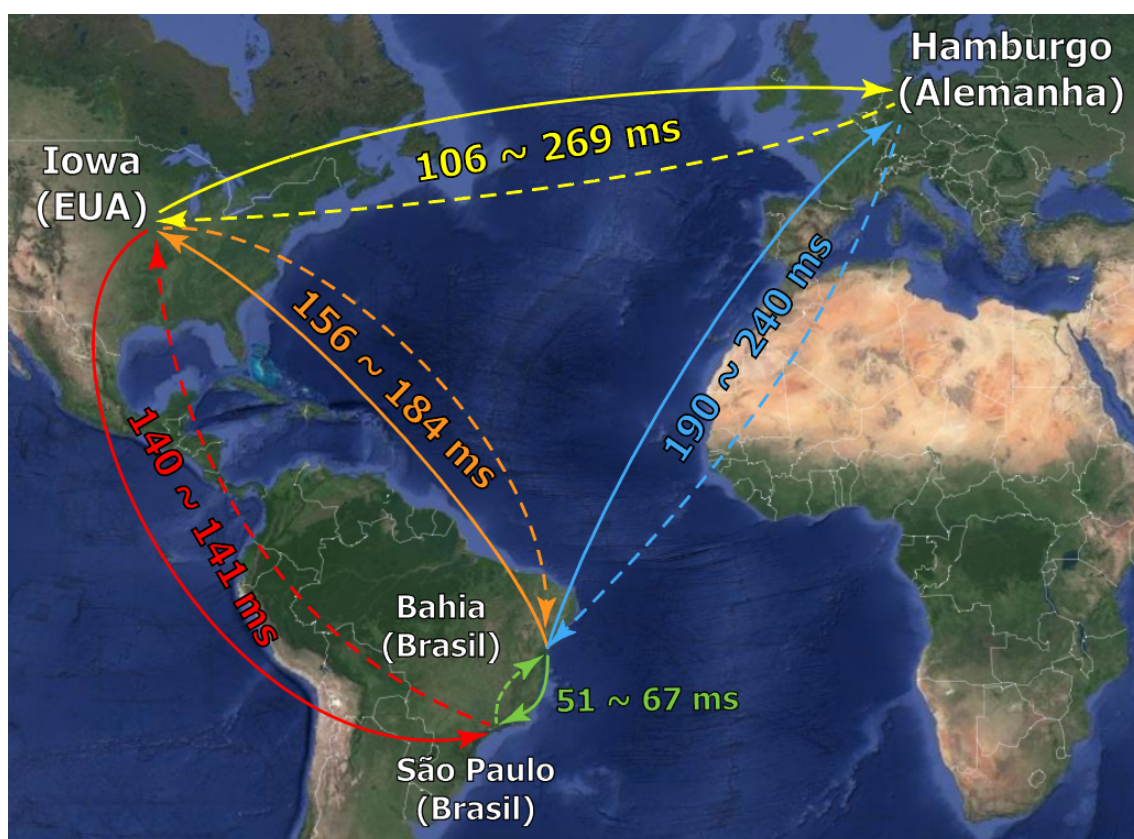 Hamburgo
(Alemanha)
106 ~ 269 ms
Iowa
(EUA)
156 ~ 184 ms
190 ~ 240 ms
140 ~ 141 ms
Bahia
(Brasil)
51 ~ 67 ms
São Paulo
(Brasil)